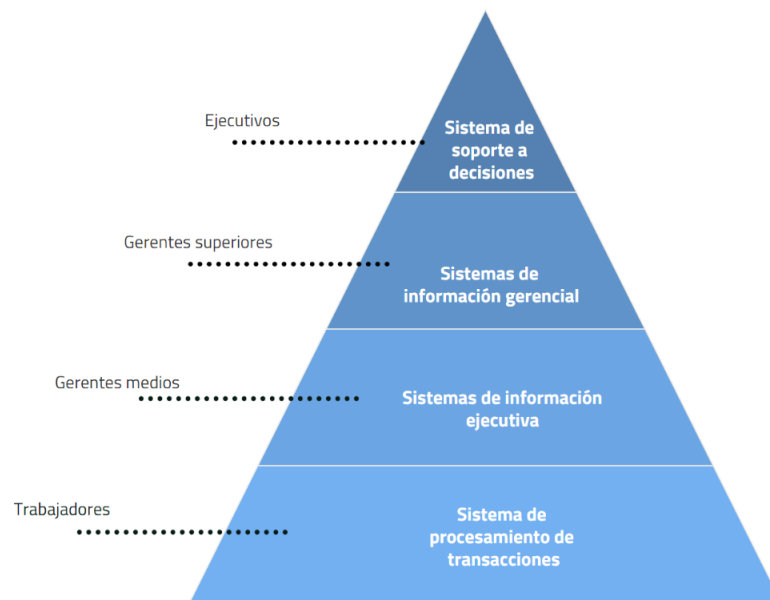 Ejecutivos
Sistema de
soporte a
decisiones
Gerentes superiores
Sistemas de
información gerencial
Gerentes medios
Sistemas de información
ejecutiva
Trabajadores
Sistema de
procesamiento de
transacciones